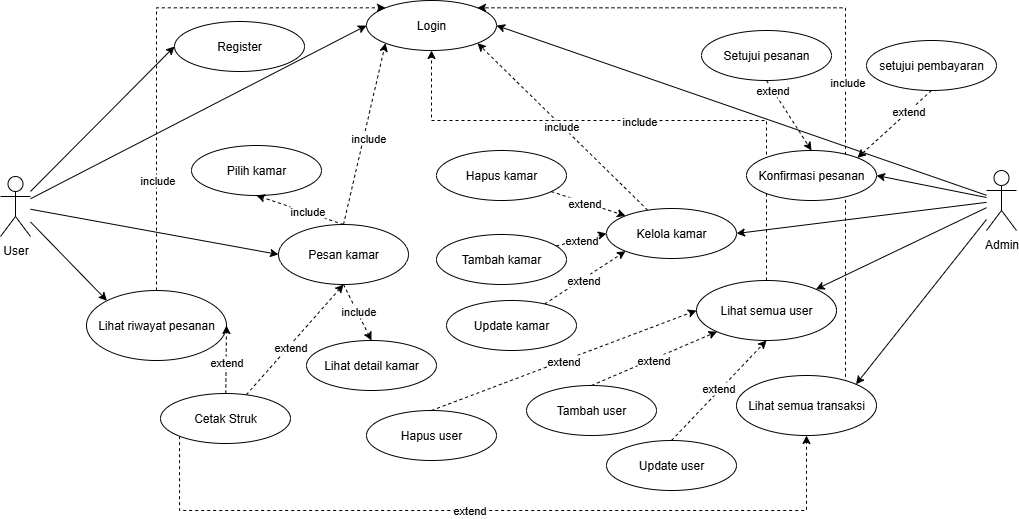 Login
Register
Setujui pesanan
setujui pembayaran
extend
include
extend
include
include
include
Pilih kamar
Hapus kamar
Konfirmasi pesanan
include
extend
include
User
Kelola kamar
Admin
extend
Pesan kamar
Tambah kamar
extend
include
Lihat riwayat pesanan
Update kamar
Lihat semua user
extend
extend
extend
extend
Lihat detail kamar
extend
Cetak Struk
Tambah user
Lihat semua transaksi
Hapus user
Update user
extend